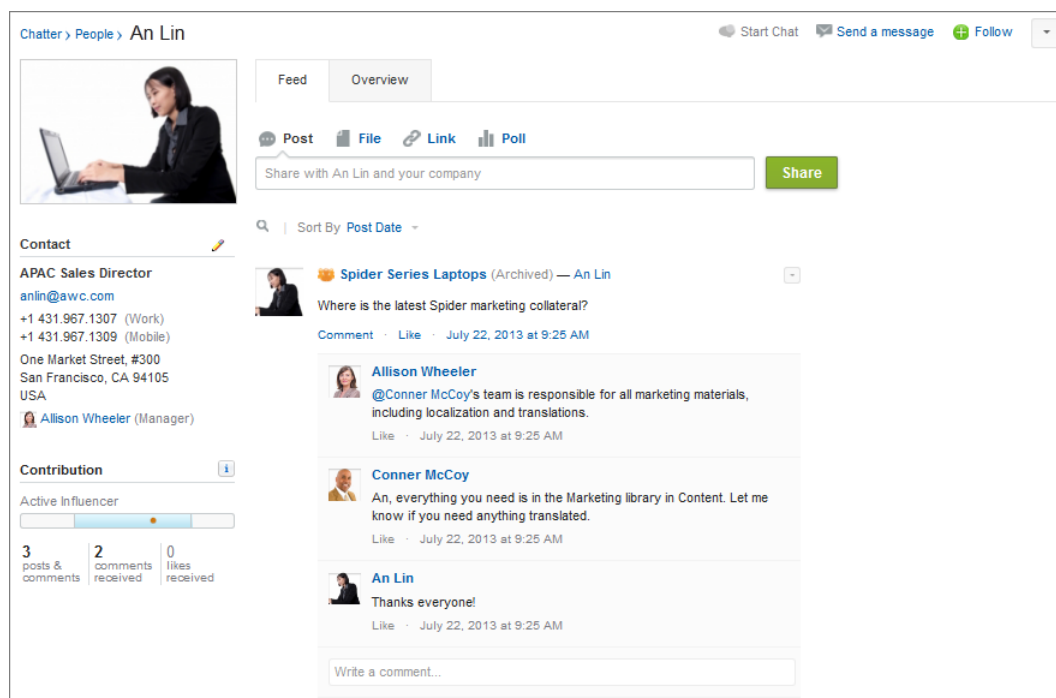 Chatter › People › An Lin
Start Chat Send a message Follow
Feed Overview
Post File Link Poll
Share with An Lin and your company Share
Sort By Post Date
Contact
APAC Sales Director
anlin@awc.com
+1 431.967.1307 (Work)
+1 431.967.1309 (Mobile)
One Market Street, #300
San Francisco, CA 94105
USA
Allison Wheeler (Manager)
Contribution i
Active Influencer
3 posts & comments
2 comments received
0 likes received
Spider Series Laptops (Archived) — An Lin
Where is the latest Spider marketing collateral?
Comment · Like · July 22, 2013 at 9:25 AM
Allison Wheeler
@Conner McCoy's team is responsible for all marketing materials,
including localization and translations.
Like · July 22, 2013 at 9:25 AM
Conner McCoy
An, everything you need is in the Marketing library in Content. Let me
know if you need anything translated.
Like · July 22, 2013 at 9:25 AM
An Lin
Thanks everyone!
Like · July 22, 2013 at 9:25 AM
Write a comment...